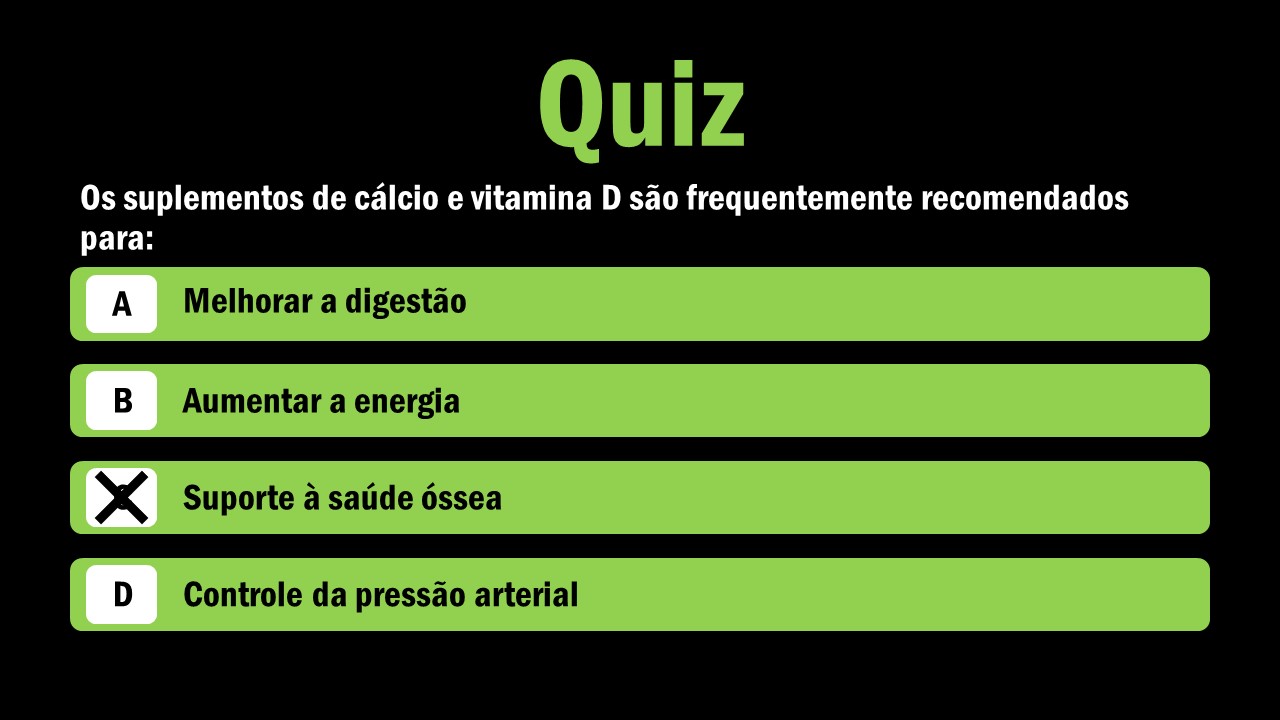 Quiz
Os suplementos de cálcio e vitamina D são frequentemente recomendados
para:
A Melhorar a digestão
B Aumentar a energia
Suporte à saúde óssea
D Controle da pressão arterial